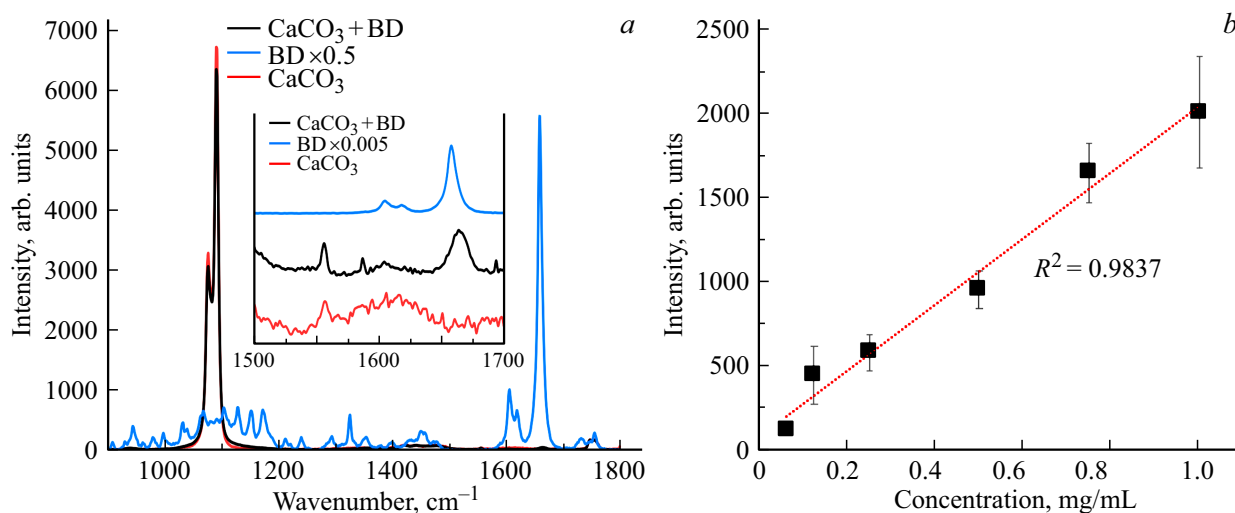 a
CaCO₃ + BD
BD ×0.5
CaCO₃
7000
6000
5000
4000
3000
2000
1000
0
Intensity, arb. units
CaCO₃ + BD
BD ×0.005
CaCO₃
1500 1600 1700
1000 1200 1400 1600 1800
Wavenumber, cm⁻¹
b
2500
2000
1500
1000
500
0
Intensity, arb. units
R² = 0.9837
0 0.2 0.4 0.6 0.8 1.0
Concentration, mg/mL